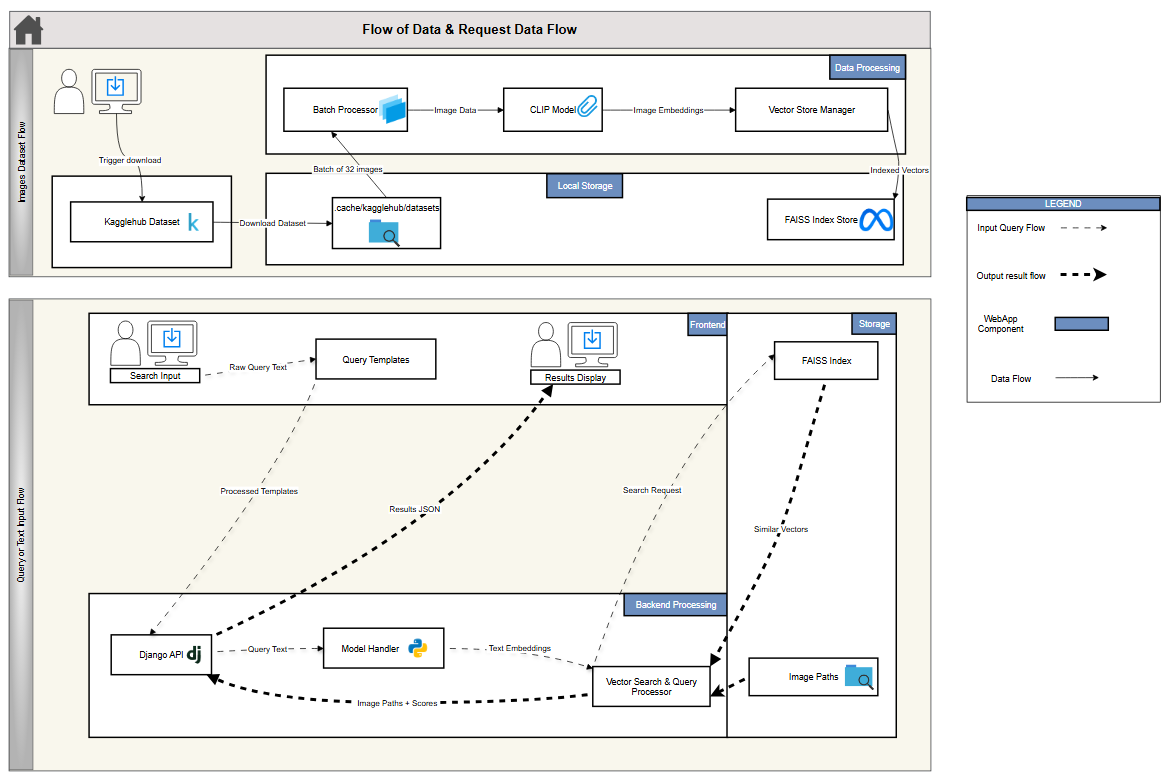 Flow of Data & Request Data Flow
Images Dataset Flow
Data Processing
Batch Processor
Image Data
CLIP Model
Image Embeddings
Vector Store Manager
Trigger download
Batch of 32 images
Indexed Vectors
Local Storage
Kagglehub Dataset
k
Download Dataset
.cache/kagglehub/datasets
FAISS Index Store
LEGEND
Input Query Flow
Output result flow
WebApp
Component
Data Flow
Query or Text Input Flow
Frontend
Storage
Search Input
Raw Query Text
Query Templates
Results Display
FAISS Index
Processed Templates
Results JSON
Search Request
Similar Vectors
Backend Processing
Django API
dj
Query Text
Model Handler
Text Embeddings
Vector Search & Query
Processor
Image Paths
Image Paths + Scores